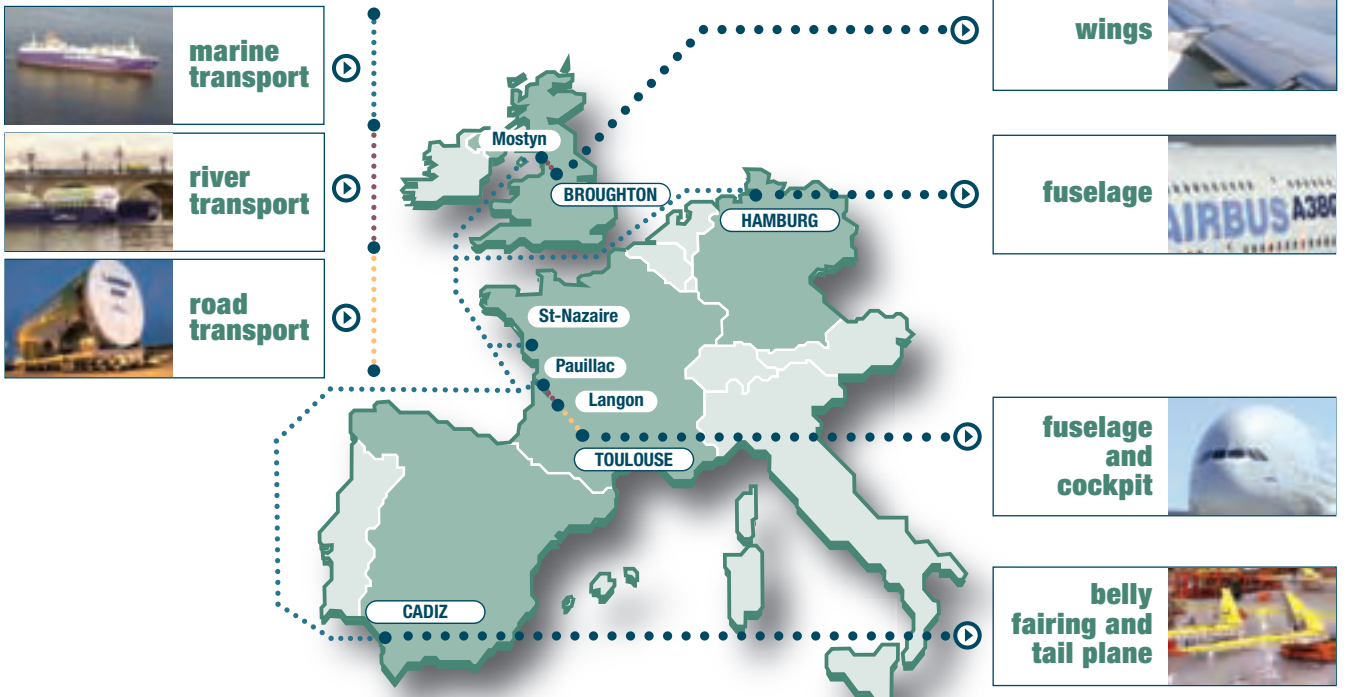 marine
transport
river
transport
road
transport
Mostyn
BROUGHTON
HAMBURG
St-Nazaire
Pauillac
Langon
TOULOUSE
CADIZ
wings
fuselage
AIRBUS A380
fuselage
and
cockpit
belly
fairing and
tail plane